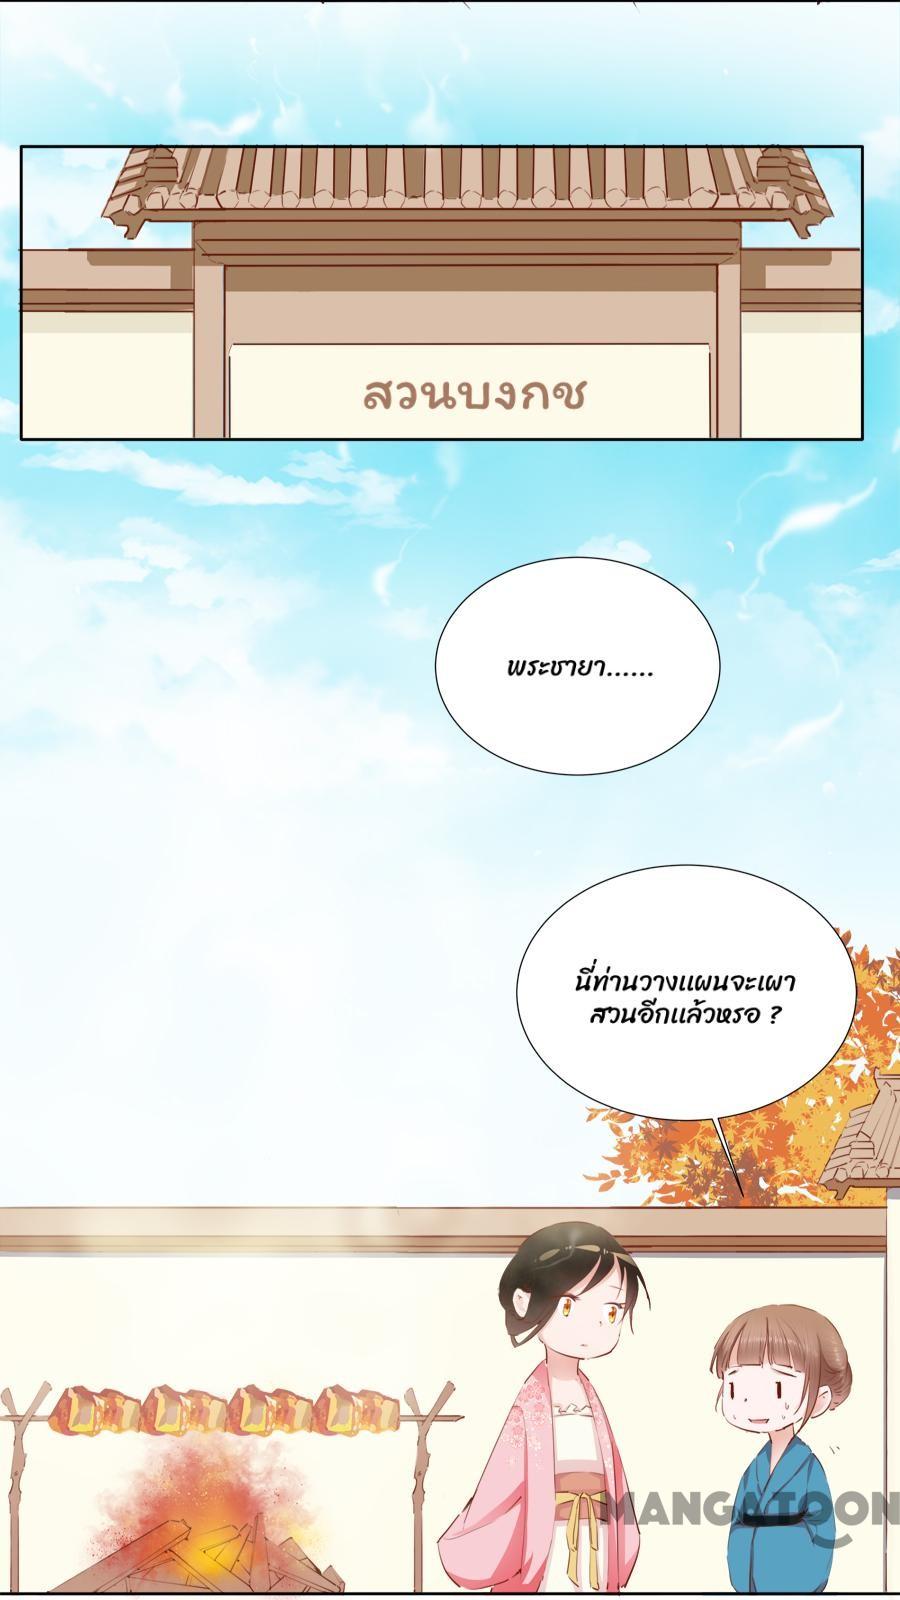 สวนบงกช
พระชายา......
นี่ท่านวางแผนจะเผา
สวนอีกแล้วหรอ ?
MANGATOON